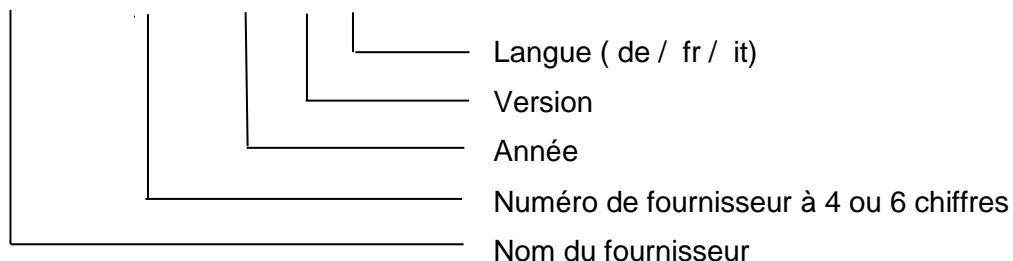 Langue ( de / fr / it)
Version
Année
Numéro de fournisseur à 4 ou 6 chiffres
Nom du fournisseur